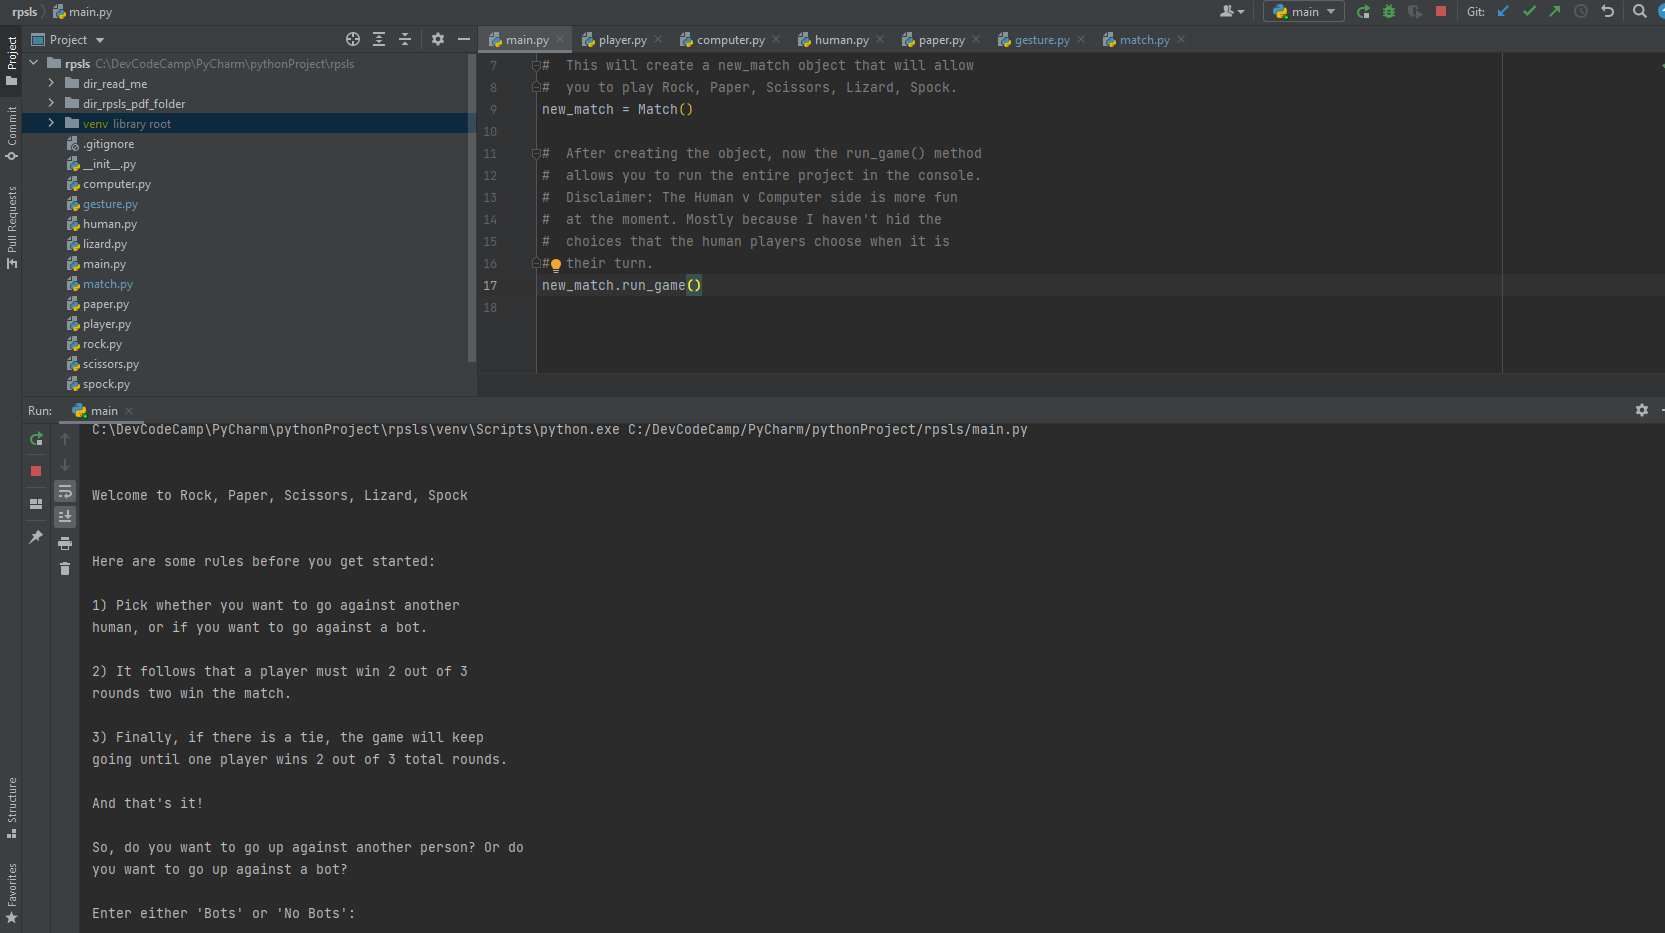 rpsls main.py
main Git:
Project
Project
Commit
Pull Requests
Structure
Favorites
rpsls C:\DevCodeCamp\PyCharm\pythonProject\rpsls
dir_read_me
dir_rpsls_pdf_folder
venv library root
.gitignore
__init__.py
computer.py
gesture.py
human.py
lizard.py
main.py
match.py
paper.py
player.py
rock.py
scissors.py
spock.py
main.py player.py computer.py human.py paper.py gesture.py match.py
7 #  This will create a new_match object that will allow
8 #  you to play Rock, Paper, Scissors, Lizard, Spock.
9 new_match = Match()
10
11 #  After creating the object, now the run_game() method
12 #  allows you to run the entire project in the console.
13 #  Disclaimer: The Human v Computer side is more fun
14 #  at the moment. Mostly because I haven't hid the
15 #  choices that the human players choose when it is
16 #  their turn.
17 new_match.run_game()
18
Run: main
C:\DevCodeCamp\PyCharm\pythonProject\rpsls\venv\Scripts\python.exe C:/DevCodeCamp/PyCharm/pythonProject/rpsls/main.py
Welcome to Rock, Paper, Scissors, Lizard, Spock
Here are some rules before you get started:
1) Pick whether you want to go against another
human, or if you want to go against a bot.
2) It follows that a player must win 2 out of 3
rounds two win the match.
3) Finally, if there is a tie, the game will keep
going until one player wins 2 out of 3 total rounds.
And that's it!
So, do you want to go up against another person? Or do
you want to go up against a bot?
Enter either 'Bots' or 'No Bots':